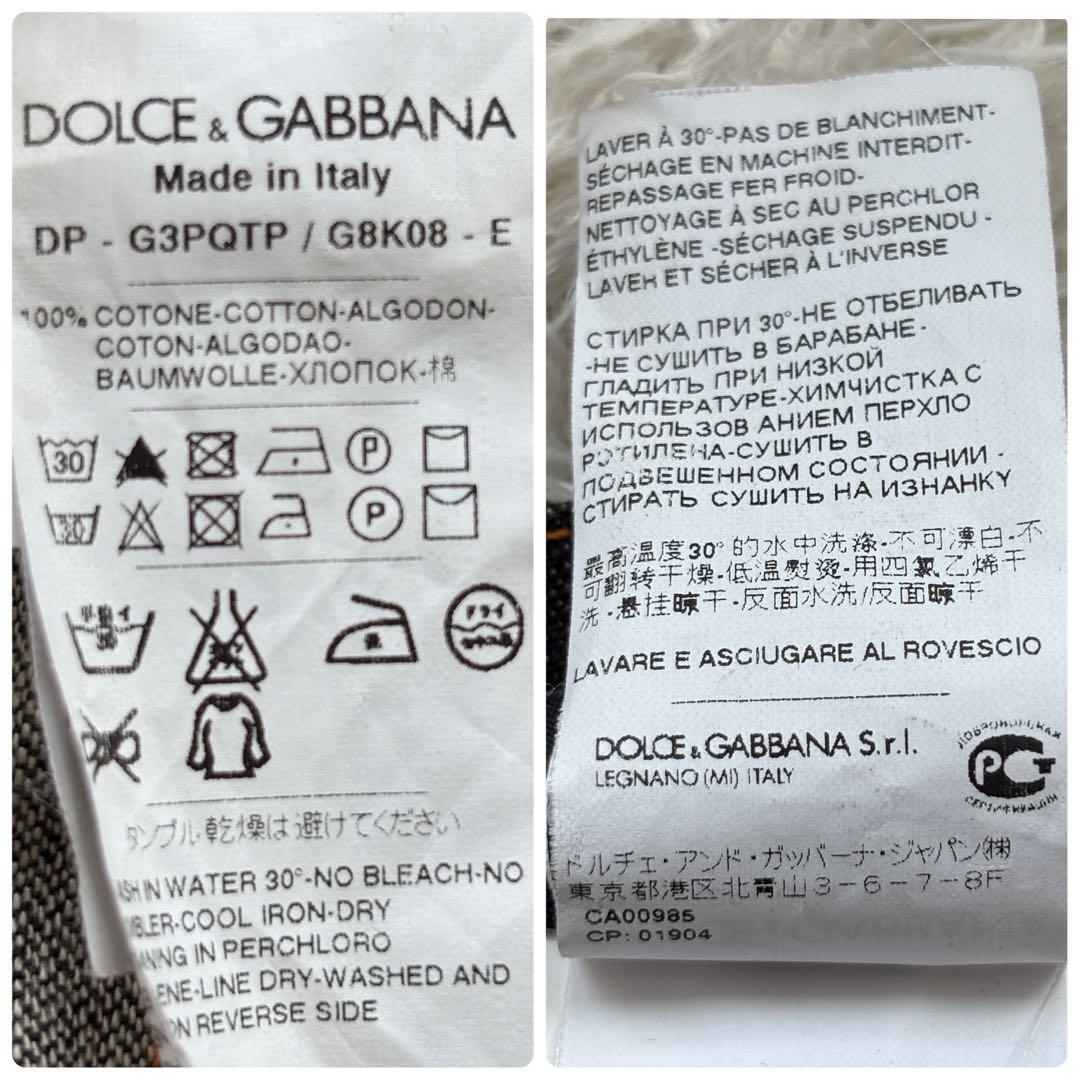 DOLCE & GABBANA
Made in Italy
DP - G3PQTP / G8K08 - E
100% COTONE-COTTON-ALGODON-
COTON-ALGODAO-
BAUMWOLLE-ХЛОПОК-棉
30
P
30
P
30
ドライ
タンブル乾燥は避けてください
IN WATER 30°-NO BLEACH-NO
COOL IRON-DRY
IN PERCHLORO
LINE DRY-WASHED AND
REVERSE SIDE
LAVER À 30°-PAS DE BLANCHIMENT-
SÉCHAGE EN MACHINE INTERDIT-
REPASSAGE FER FROID-
NETTOYAGE À SEC AU PERCHLOR
ÉTHYLÈNE -SÉCHAGE SUSPENDU -
LAVER ET SÉCHER À L'INVERSE
СТИРКА ПРИ 30°-НЕ ОТБЕЛИВАТЬ
-НЕ СУШИТЬ В БАРАБАНЕ -
ГЛАДИТЬ ПРИ НИЗКОЙ
ТЕМПЕРАТУРЕ-ХИМЧИСТКА С
ИСПОЛЬЗОВ АНИЕМ ПЕРХЛО
РЭТИЛЕНА-СУШИТЬ В
ПОДВЕШЕННОМ СОСТОЯНИИ -
СТИРАТЬ СУШИТЬ НА ИЗНАНКУ
最高温度30°的水中洗涤-不可漂白-不
可翻转干燥-低温熨烫-用四氯乙烯干
洗-悬挂晾干-反面水洗/反面晾干
LAVARE E ASCIUGARE AL ROVESCIO
DOLCE & GABBANA S.r.l.
LEGNANO (MI) ITALY
ДОБРОВОЛЬНАЯ
РСТ
СЕРТИФИКАЦИЯ
ドルチェ・アンド・ガッバーナ・ジャパン㈱
東京都港区北青山3-6-7-8F
CA00985
CP: 01904